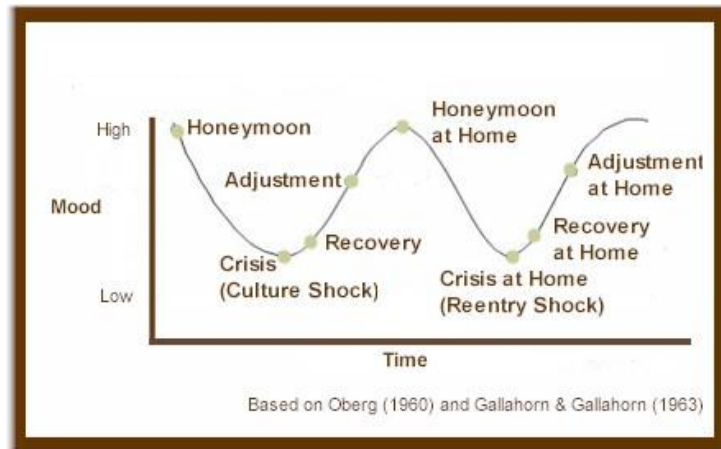 High
Honeymoon
Honeymoon
at Home
Adjustment
Adjustment
at Home
Mood
Recovery
Recovery
at Home
Crisis
(Culture Shock)
Crisis at Home
(Reentry Shock)
Low
Time
Based on Oberg (1960) and Gallahorn & Gallahorn (1963)